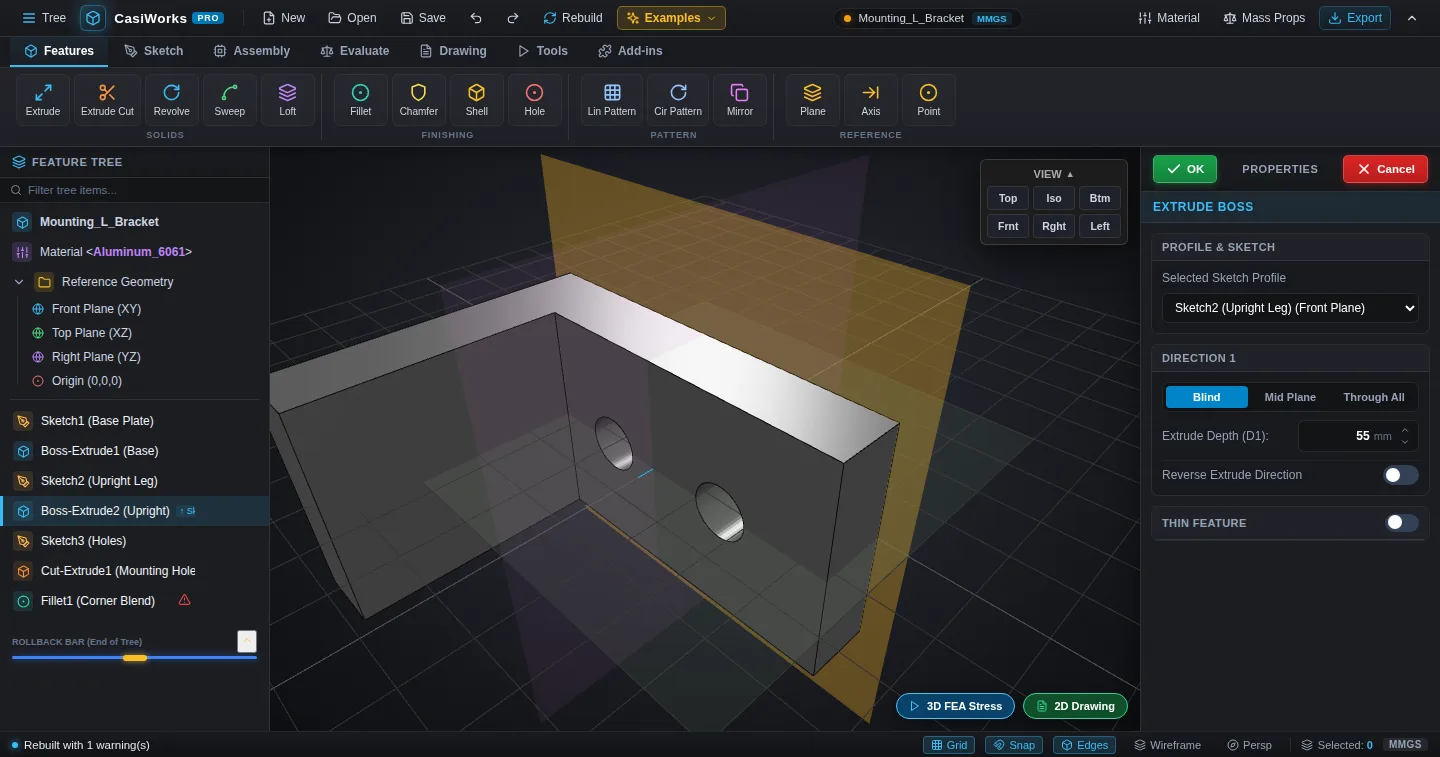 Tree
CasiWorks PRO
New
Open
Save
Rebuild
Examples
Mounting_L_Bracket MMGS
Material
Mass Props
Export
Features
Sketch
Assembly
Evaluate
Drawing
Tools
Add-ins
Extrude
Extrude Cut
Revolve
Sweep
Loft
SOLIDS
Fillet
Chamfer
Shell
Hole
FINISHING
Lin Pattern
Cir Pattern
Mirror
PATTERN
Plane
Axis
Point
REFERENCE
FEATURE TREE
Filter tree items...
Mounting_L_Bracket
Material <Aluminum_6061>
Reference Geometry
Front Plane (XY)
Top Plane (XZ)
Right Plane (YZ)
Origin (0,0,0)
Sketch1 (Base Plate)
Boss-Extrude1 (Base)
Sketch2 (Upright Leg)
Boss-Extrude2 (Upright)
Sketch3 (Holes)
Cut-Extrude1 (Mounting Hole
Fillet1 (Corner Blend)
ROLLBACK BAR (End of Tree)
VIEW ▲
Top
Iso
Btm
Frnt
Rght
Left
3D FEA Stress
2D Drawing
OK
PROPERTIES
Cancel
EXTRUDE BOSS
PROFILE & SKETCH
Selected Sketch Profile
Sketch2 (Upright Leg) (Front Plane)
DIRECTION 1
Blind
Mid Plane
Through All
Extrude Depth (D1):
55 mm
Reverse Extrude Direction
THIN FEATURE
Rebuilt with 1 warning(s)
Grid
Snap
Edges
Wireframe
Persp
Selected: 0
MMGS